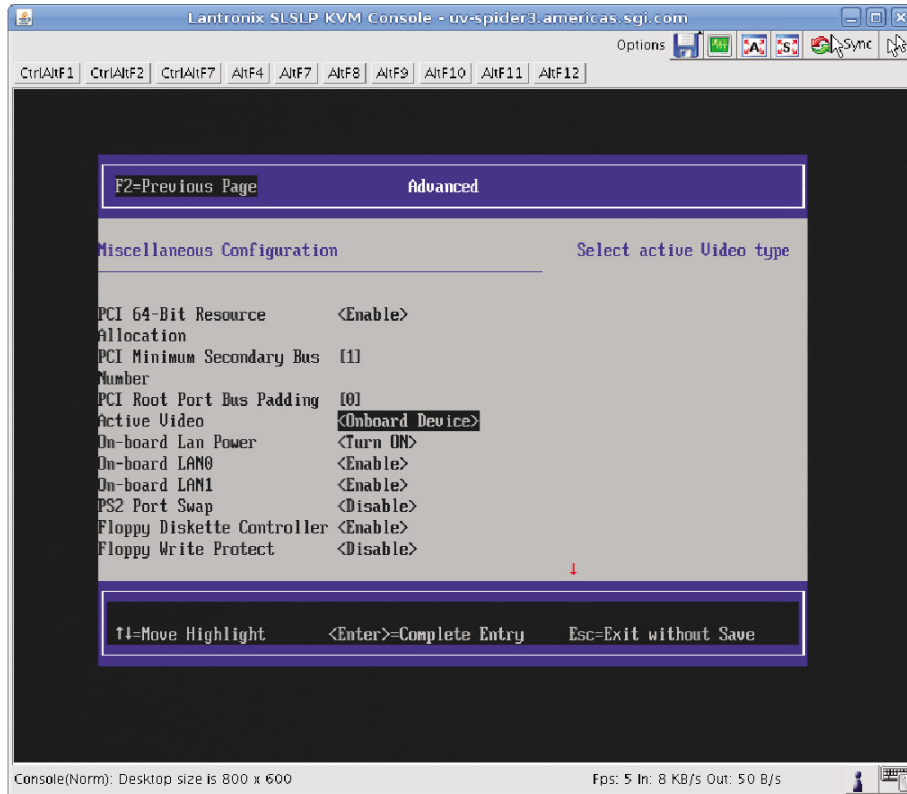 Lantronix SLSLP KVM Console - uv-spider3.americas.sgi.com
Options A S Sync
CtrlAltF1 CtrlAltF2 CtrlAltF7 AltF4 AltF7 AltF8 AltF9 AltF10 AltF11 AltF12
F2=Previous Page Advanced
Miscellaneous Configuration Select active Video type
PCI 64-Bit Resource <Enable>
Allocation
PCI Minimum Secondary Bus [1]
Number
PCI Root Port Bus Padding [0]
Active Video <Onboard Device>
On-board Lan Power <Turn ON>
On-board LAN0 <Enable>
On-board LAN1 <Enable>
PS2 Port Swap <Disable>
Floppy Diskette Controller <Enable>
Floppy Write Protect <Disable>
↓
↑↓=Move Highlight <Enter>=Complete Entry Esc=Exit without Save
Console(Norm): Desktop size is 800 x 600 Fps: 5 In: 8 KB/s Out: 50 B/s